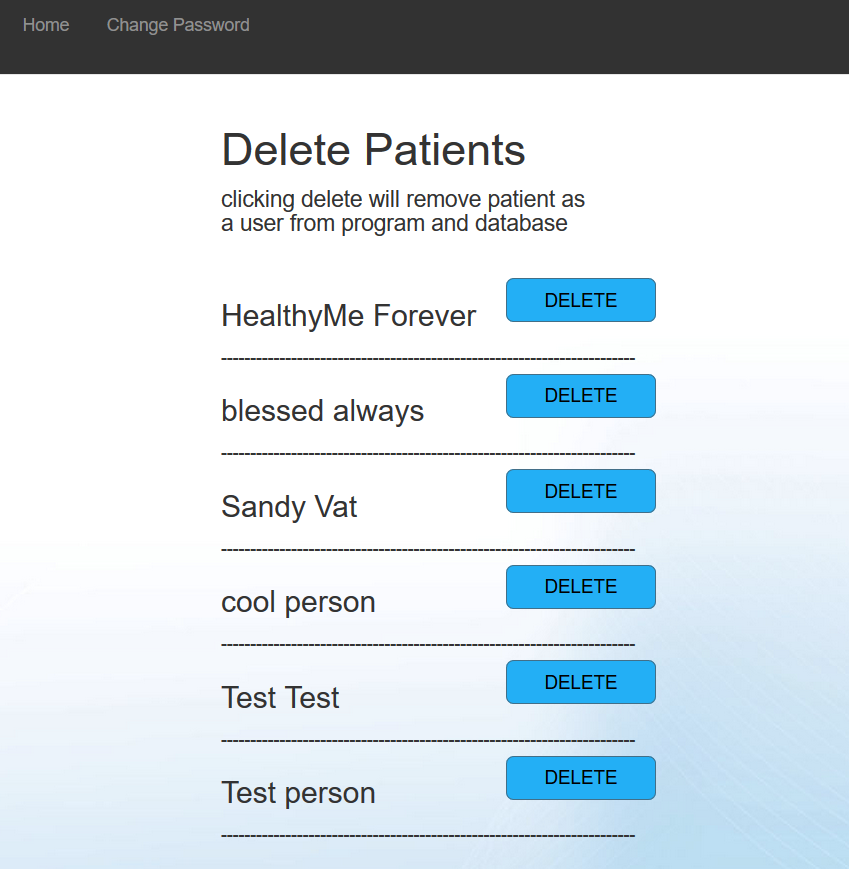 Home Change Password
Delete Patients
clicking delete will remove patient as
a user from program and database
HealthyMe Forever DELETE
----------------------------------------------------------------------
blessed always DELETE
----------------------------------------------------------------------
Sandy Vat DELETE
----------------------------------------------------------------------
cool person DELETE
----------------------------------------------------------------------
Test Test DELETE
----------------------------------------------------------------------
Test person DELETE
----------------------------------------------------------------------